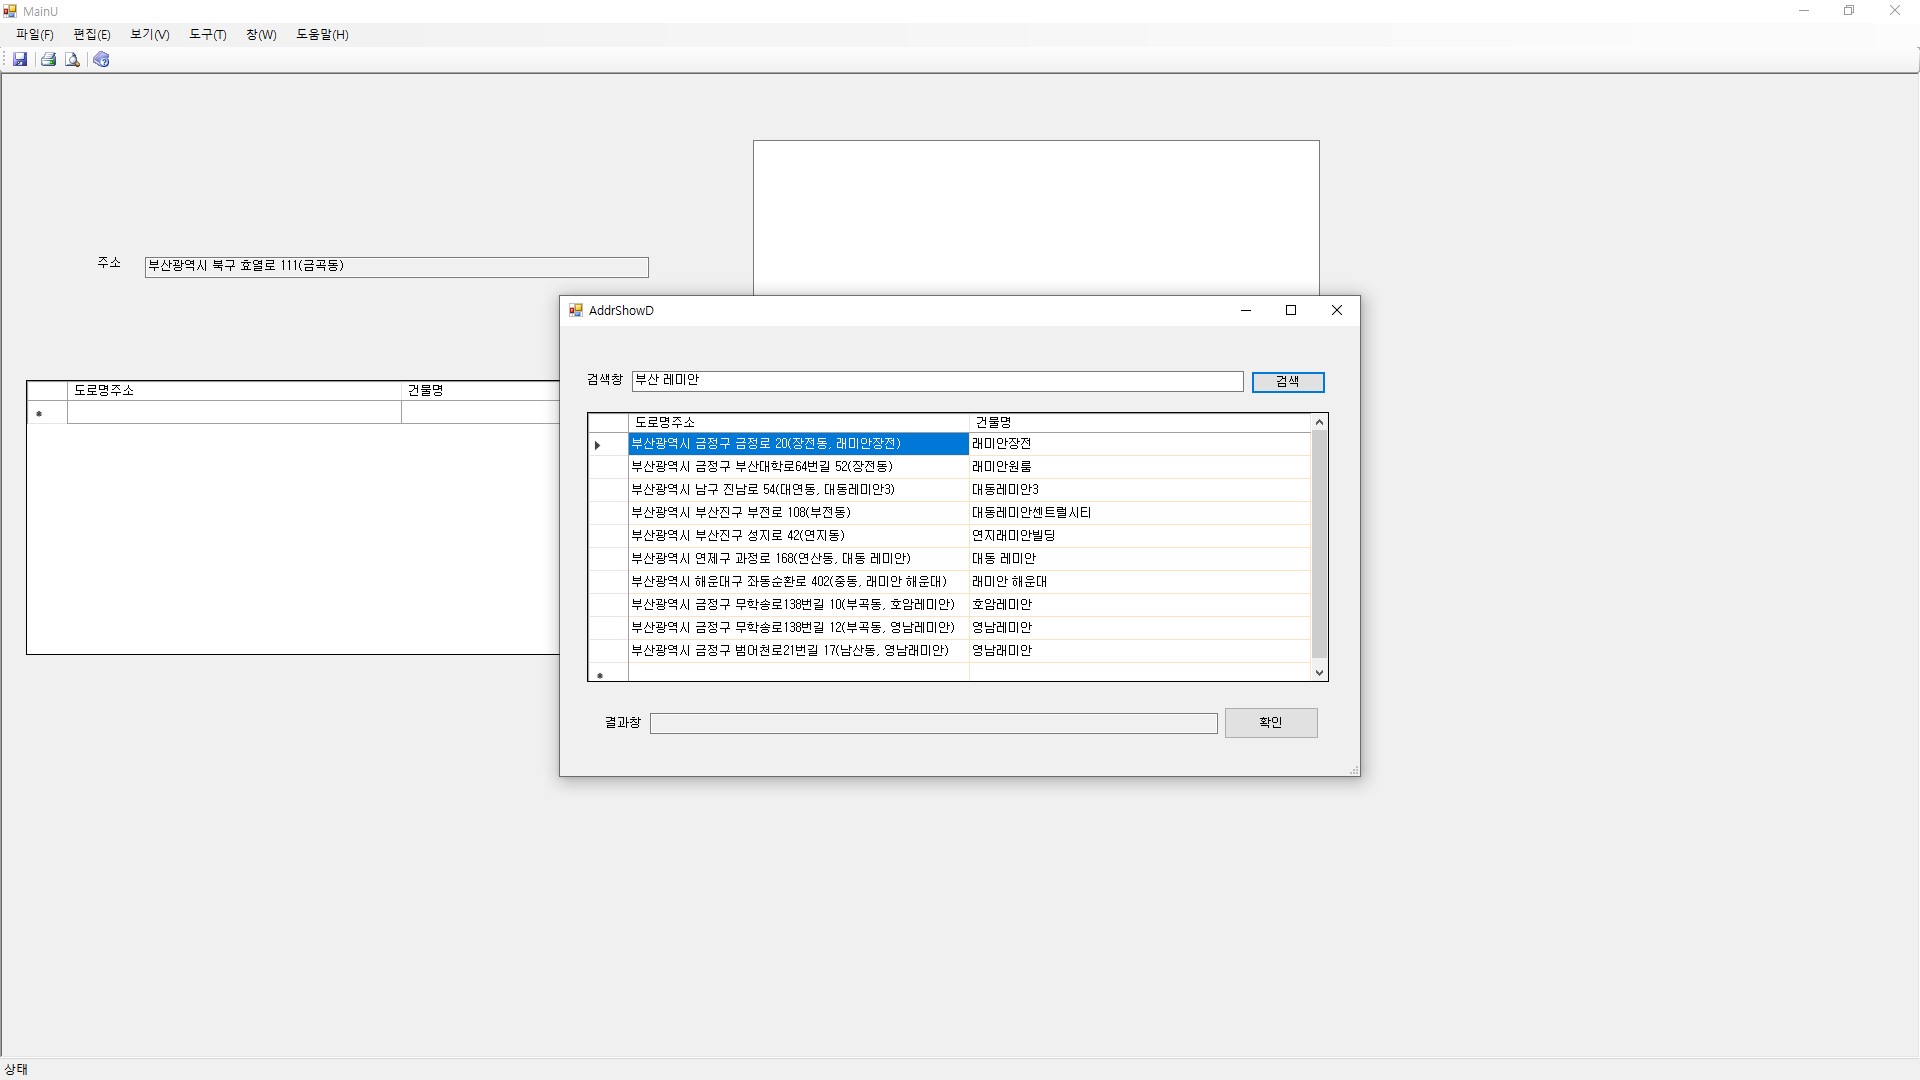 MainU
파일(F) 편집(E) 보기(V) 도구(T) 창(W) 도움말(H)
주소 부산광역시 북구 효열로 111(금곡동)
도로명주소 건물명
AddrShowD
검색창 부산 레미안 검색
도로명주소 건물명
부산광역시 금정구 금정로 20(장전동, 래미안장전) 래미안장전
부산광역시 금정구 부산대학로64번길 52(장전동) 래미안원룸
부산광역시 남구 진남로 54(대연동, 대동레미안3) 대동레미안3
부산광역시 부산진구 부전로 108(부전동) 대동레미안센트럴시티
부산광역시 부산진구 성지로 42(연지동) 연지래미안빌딩
부산광역시 연제구 과정로 168(연산동, 대동 레미안) 대동 레미안
부산광역시 해운대구 좌동순환로 402(중동, 래미안 해운대) 래미안 해운대
부산광역시 금정구 무학송로138번길 10(부곡동, 호암레미안) 호암레미안
부산광역시 금정구 무학송로138번길 12(부곡동, 영남레미안) 영남레미안
부산광역시 금정구 범어천로21번길 17(남산동, 영남래미안) 영남래미안
결과창 확인
상태